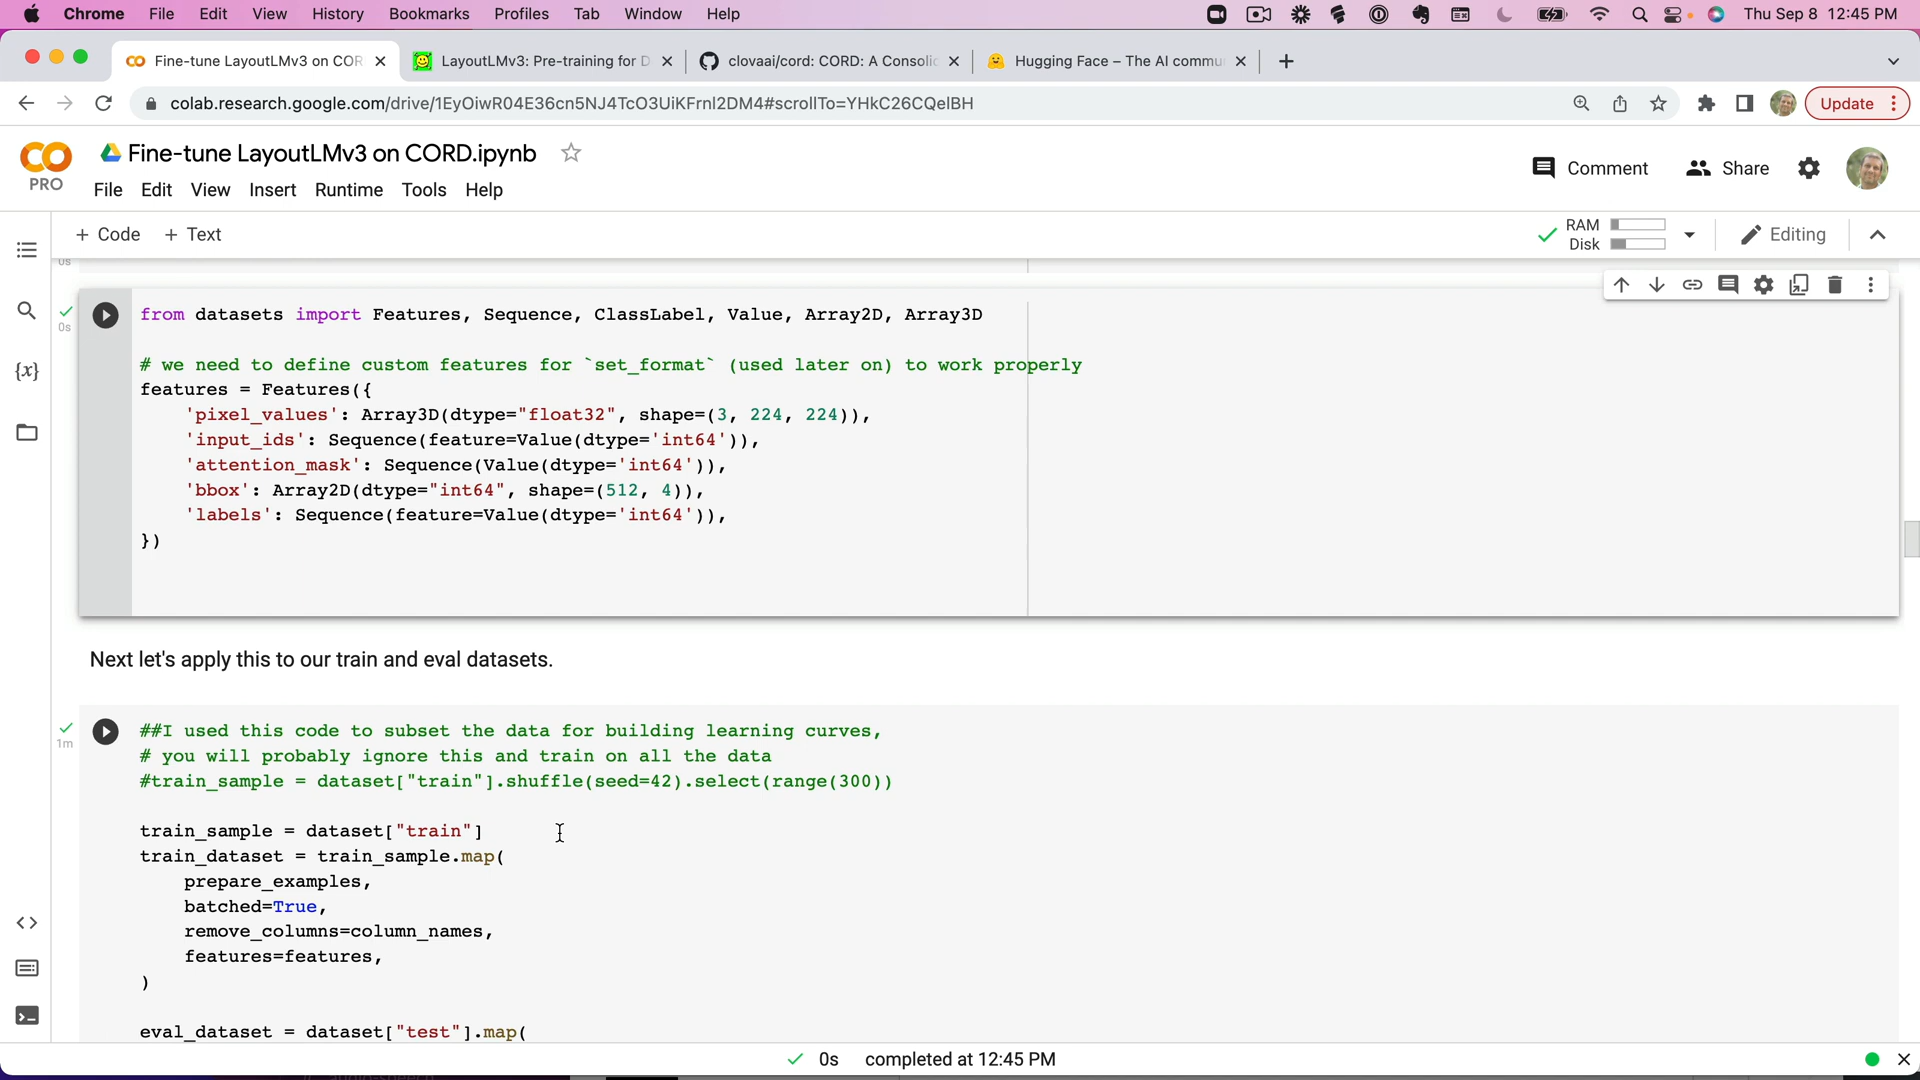 Chrome File Edit View History Bookmarks Profiles Tab Window Help Thu Sep 8 12:45 PM
Fine-tune LayoutLMv3 on COR LayoutLMv3: Pre-training for D clovaai/cord: CORD: A Consolic Hugging Face – The AI commu
colab.research.google.com/drive/1EyOiwR04E36cn5NJ4TcO3UiKFrnl2DM4#scrollTo=YHkC26CQelBH Update
Fine-tune LayoutLMv3 on CORD.ipynb
PRO
File Edit View Insert Runtime Tools Help
Comment Share
+ Code + Text
RAM
Disk
Editing
0s
0s
from datasets import Features, Sequence, ClassLabel, Value, Array2D, Array3D
# we need to define custom features for `set_format` (used later on) to work properly
features = Features({
'pixel_values': Array3D(dtype="float32", shape=(3, 224, 224)),
'input_ids': Sequence(feature=Value(dtype='int64')),
'attention_mask': Sequence(Value(dtype='int64')),
'bbox': Array2D(dtype="int64", shape=(512, 4)),
'labels': Sequence(feature=Value(dtype='int64')),
})
Next let's apply this to our train and eval datasets.
1m
##I used this code to subset the data for building learning curves,
# you will probably ignore this and train on all the data
#train_sample = dataset["train"].shuffle(seed=42).select(range(300))
train_sample = dataset["train"]
train_dataset = train_sample.map(
prepare_examples,
batched=True,
remove_columns=column_names,
features=features,
)
eval_dataset = dataset["test"].map(
0s completed at 12:45 PM